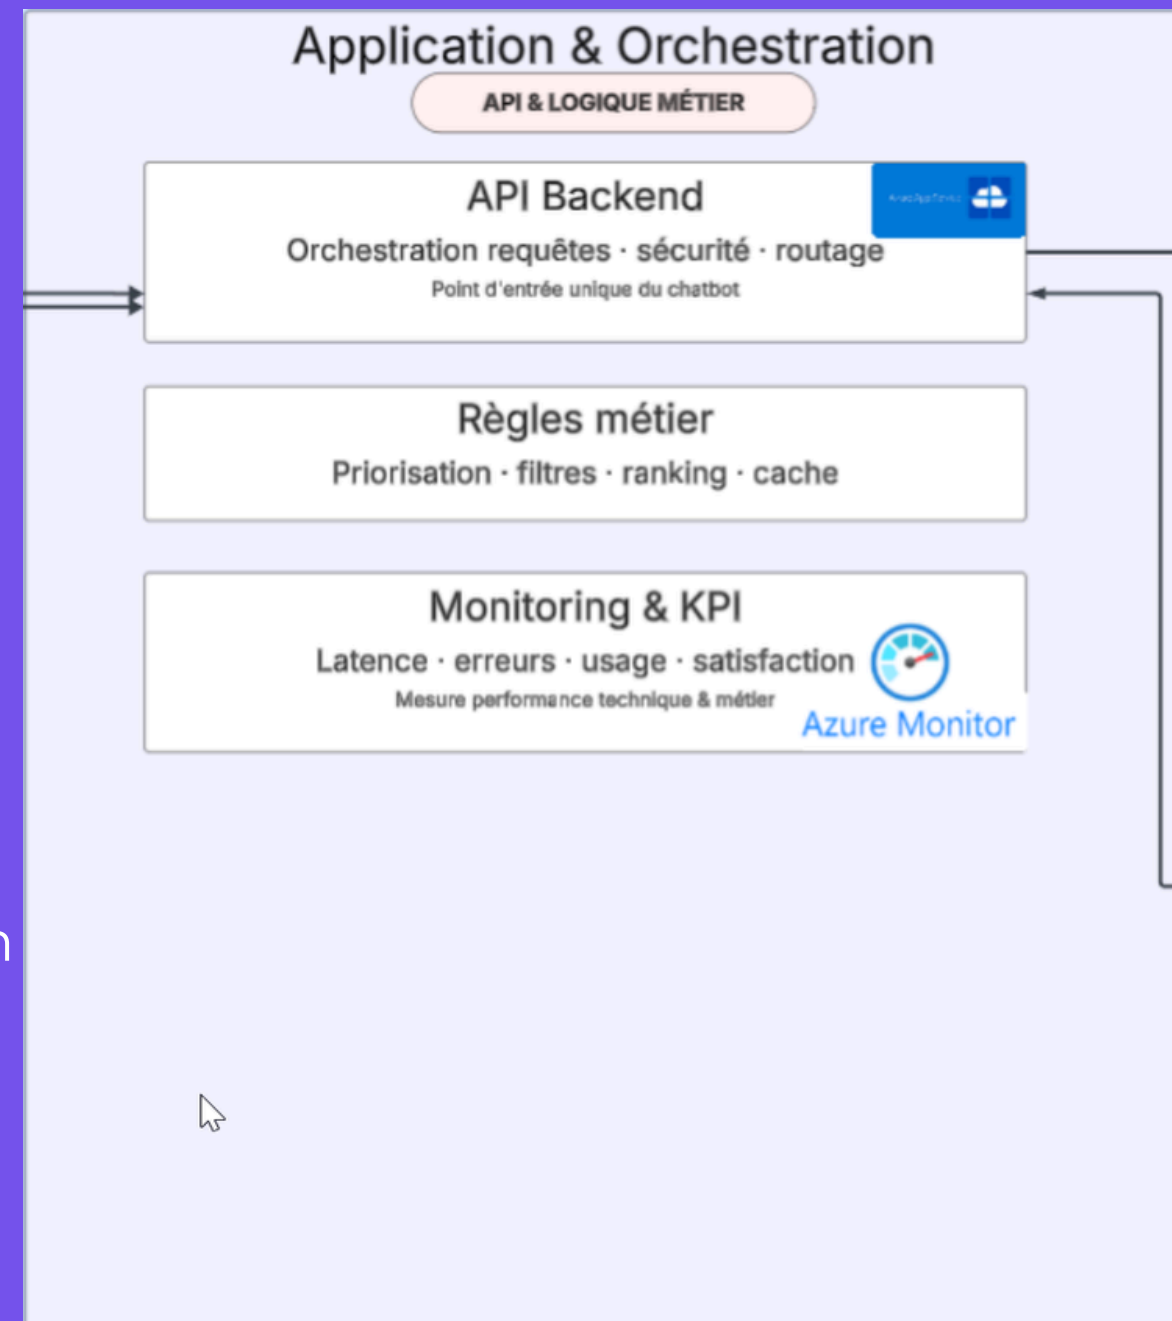 Application & Orchestration
API & LOGIQUE MÉTIER
API Backend
Orchestration requêtes · sécurité · routage
Point d'entrée unique du chatbot
Règles métier
Priorisation · filtres · ranking · cache
Monitoring & KPI
Latence · erreurs · usage · satisfaction
Mesure performance technique & métier
Azure Monitor